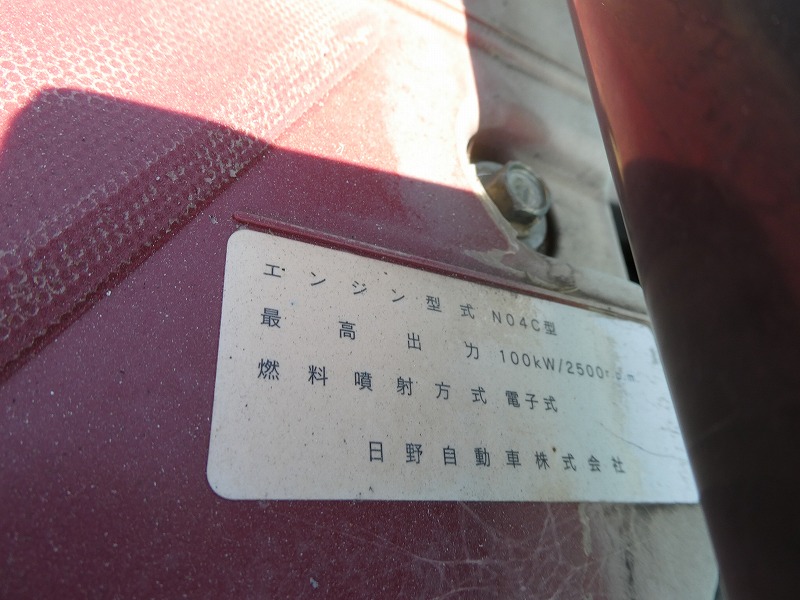 エンジン型式 N04C型
最高出力 100kW/2500r.p.m
燃料噴射方式 電子式
日野自動車株式会社